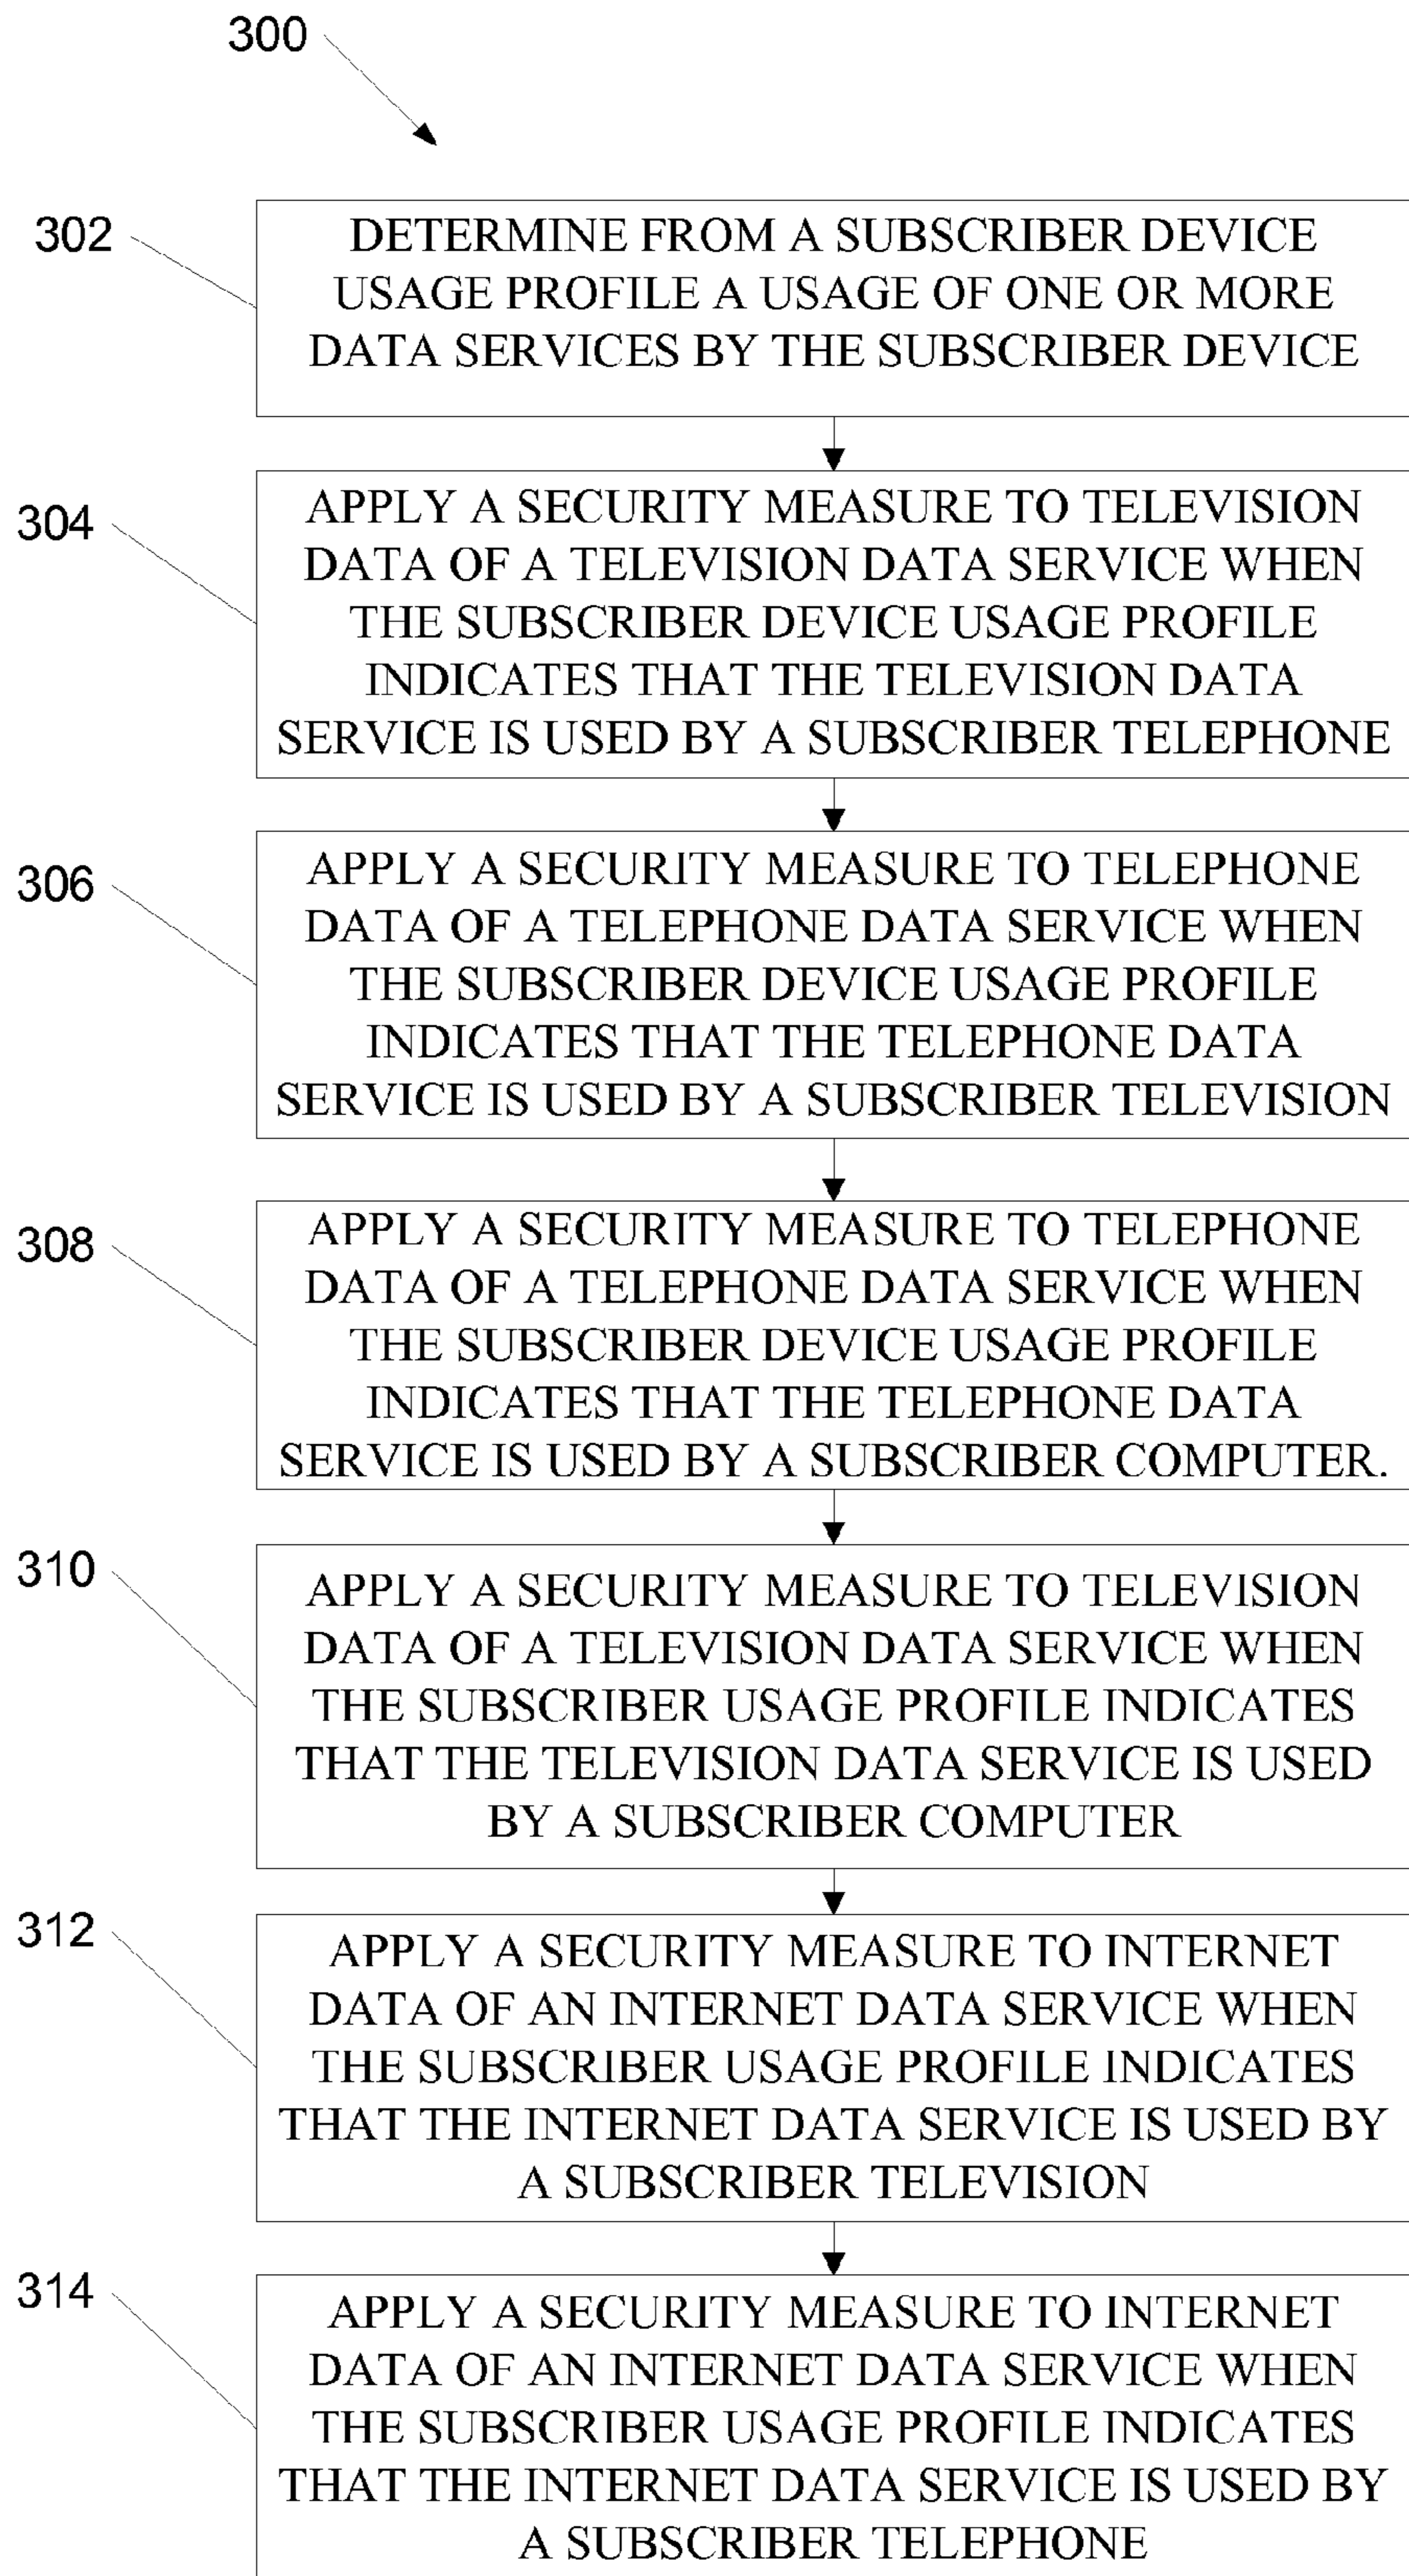 300
302
DETERMINE FROM A SUBSCRIBER DEVICE
USAGE PROFILE A USAGE OF ONE OR MORE
DATA SERVICES BY THE SUBSCRIBER DEVICE
304
APPLY A SECURITY MEASURE TO TELEVISION
DATA OF A TELEVISION DATA SERVICE WHEN
THE SUBSCRIBER DEVICE USAGE PROFILE
INDICATES THAT THE TELEVISION DATA
SERVICE IS USED BY A SUBSCRIBER TELEPHONE
306
APPLY A SECURITY MEASURE TO TELEPHONE
DATA OF A TELEPHONE DATA SERVICE WHEN
THE SUBSCRIBER DEVICE USAGE PROFILE
INDICATES THAT THE TELEPHONE DATA
SERVICE IS USED BY A SUBSCRIBER TELEVISION
308
APPLY A SECURITY MEASURE TO TELEPHONE
DATA OF A TELEPHONE DATA SERVICE WHEN
THE SUBSCRIBER DEVICE USAGE PROFILE
INDICATES THAT THE TELEPHONE DATA
SERVICE IS USED BY A SUBSCRIBER COMPUTER.
310
APPLY A SECURITY MEASURE TO TELEVISION
DATA OF A TELEVISION DATA SERVICE WHEN
THE SUBSCRIBER USAGE PROFILE INDICATES
THAT THE TELEVISION DATA SERVICE IS USED
BY A SUBSCRIBER COMPUTER
312
APPLY A SECURITY MEASURE TO INTERNET
DATA OF AN INTERNET DATA SERVICE WHEN
THE SUBSCRIBER USAGE PROFILE INDICATES
THAT THE INTERNET DATA SERVICE IS USED BY
A SUBSCRIBER TELEVISION
314
APPLY A SECURITY MEASURE TO INTERNET
DATA OF AN INTERNET DATA SERVICE WHEN
THE SUBSCRIBER USAGE PROFILE INDICATES
THAT THE INTERNET DATA SERVICE IS USED BY
A SUBSCRIBER TELEPHONE